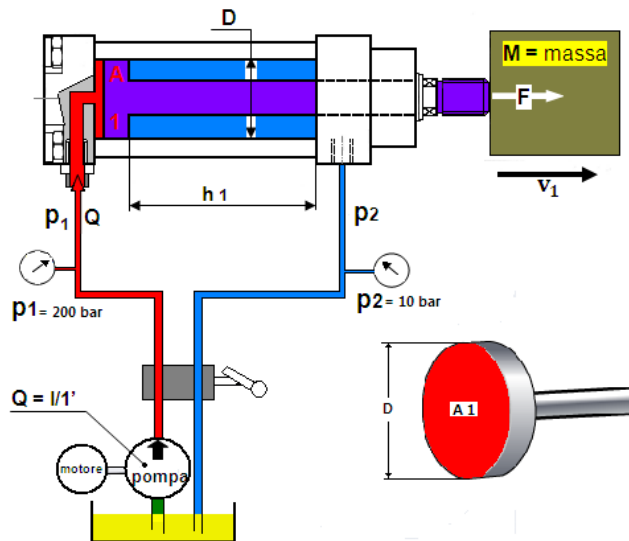 D
M = massa
A
1
F
h 1
v₁
p₁ Q
p2
p1 = 200 bar
p2 = 10 bar
Q = l/1'
D
A 1
motore
pompa